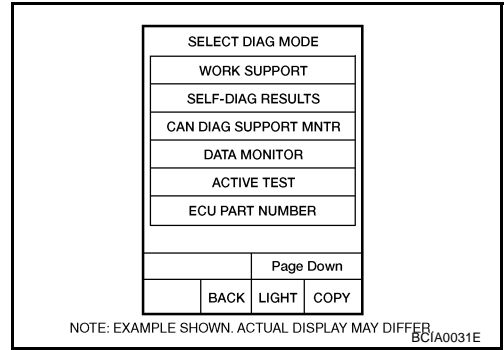 SELECT DIAG MODE
WORK SUPPORT
SELF-DIAG RESULTS
CAN DIAG SUPPORT MNTR
DATA MONITOR
ACTIVE TEST
ECU PART NUMBER
Page Down
BACK LIGHT COPY
NOTE: EXAMPLE SHOWN. ACTUAL DISPLAY MAY DIFFER.
BCIA0031E